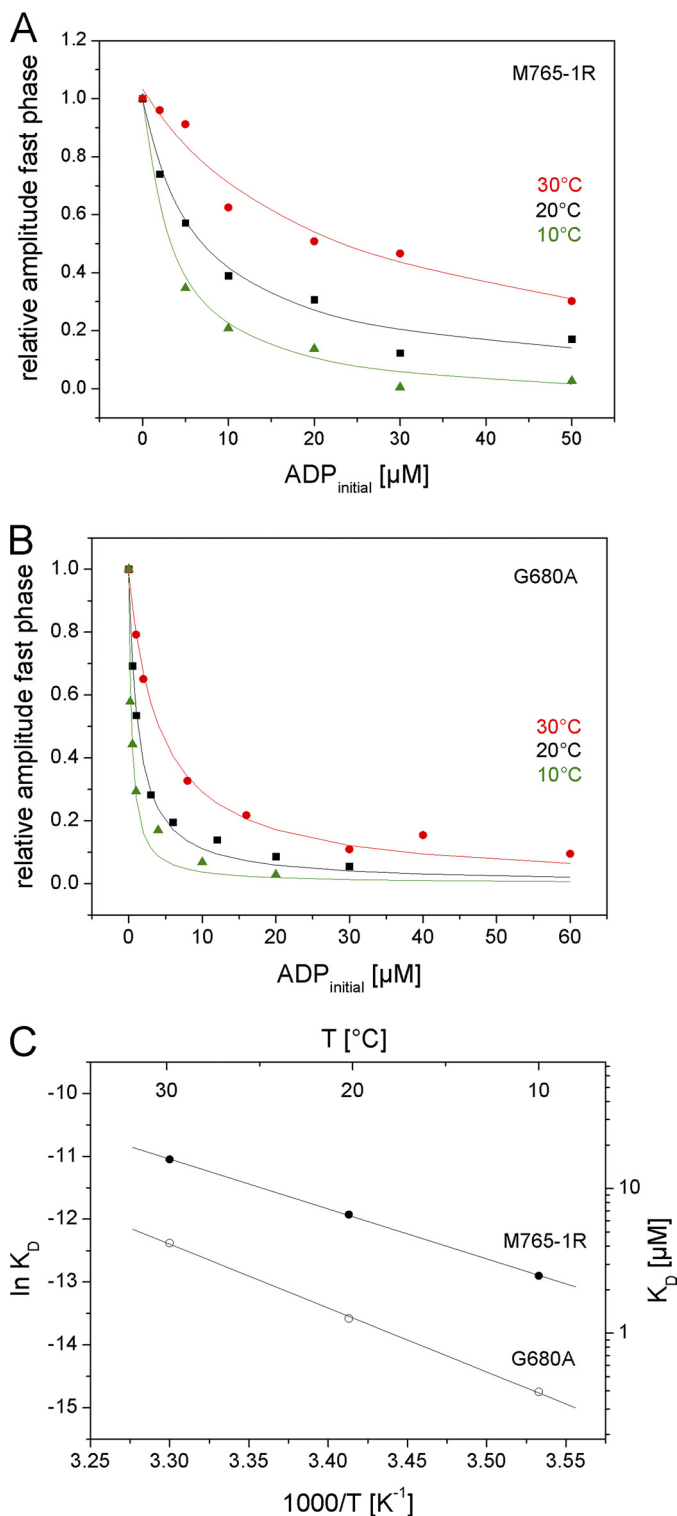 A
M765-1R
30°C
20°C
10°C
relative amplitude fast phase
1.2
1.0
0.8
0.6
0.4
0.2
0.0
0 10 20 30 40 50
ADPinitial [µM]
B
G680A
30°C
20°C
10°C
relative amplitude fast phase
1.0
0.8
0.6
0.4
0.2
0.0
0 10 20 30 40 50 60
ADPinitial [µM]
C
T [°C]
30 20 10
ln KD
-10
-11
-12
-13
-14
-15
M765-1R
G680A
10
1
KD [µM]
3.25 3.30 3.35 3.40 3.45 3.50 3.55
1000/T [K-1]